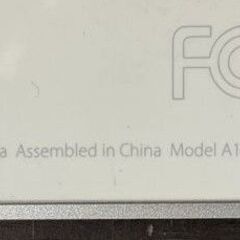 FC
a Assembled in China Model A1